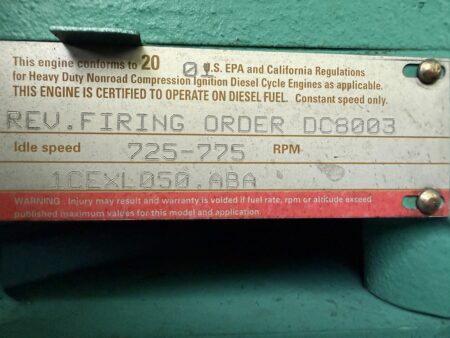 This engine conforms to 20 01 U.S. EPA and California Regulations
for Heavy Duty Nonroad Compression Ignition Diesel Cycle Engines as applicable.
THIS ENGINE IS CERTIFIED TO OPERATE ON DIESEL FUEL. Constant speed only.
REV.FIRING ORDER DC8003
Idle speed 725-775 RPM
1CEXL050.ABA
WARNING: Injury may result and warranty is voided if fuel rate, rpm or altitude exceed
published maximum values for this model and application.